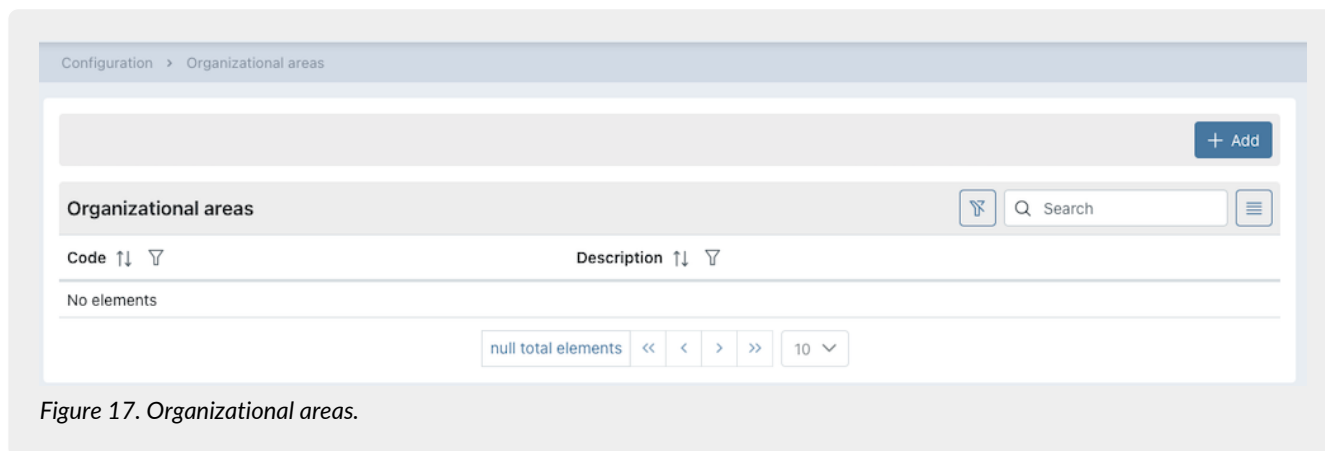 Configuration > Organizational areas
+ Add
Organizational areas
Search
Code
Description
No elements
null total elements << < > >> 10
Figure 17. Organizational areas.